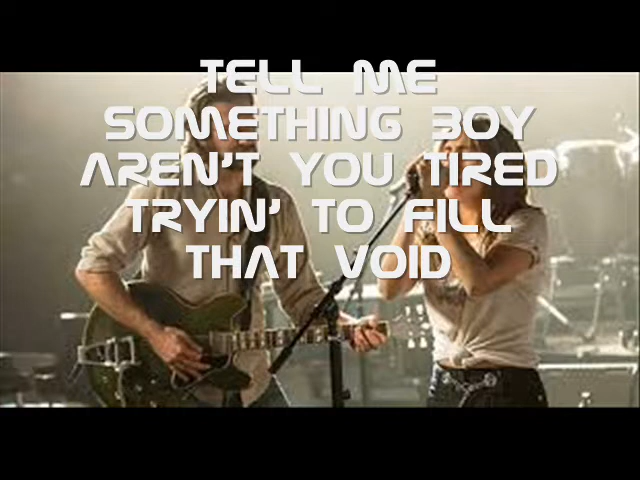 TELL ME
SOMETHING BOY
AREN'T YOU TIRED
TRYIN' TO FILL
THAT VOID